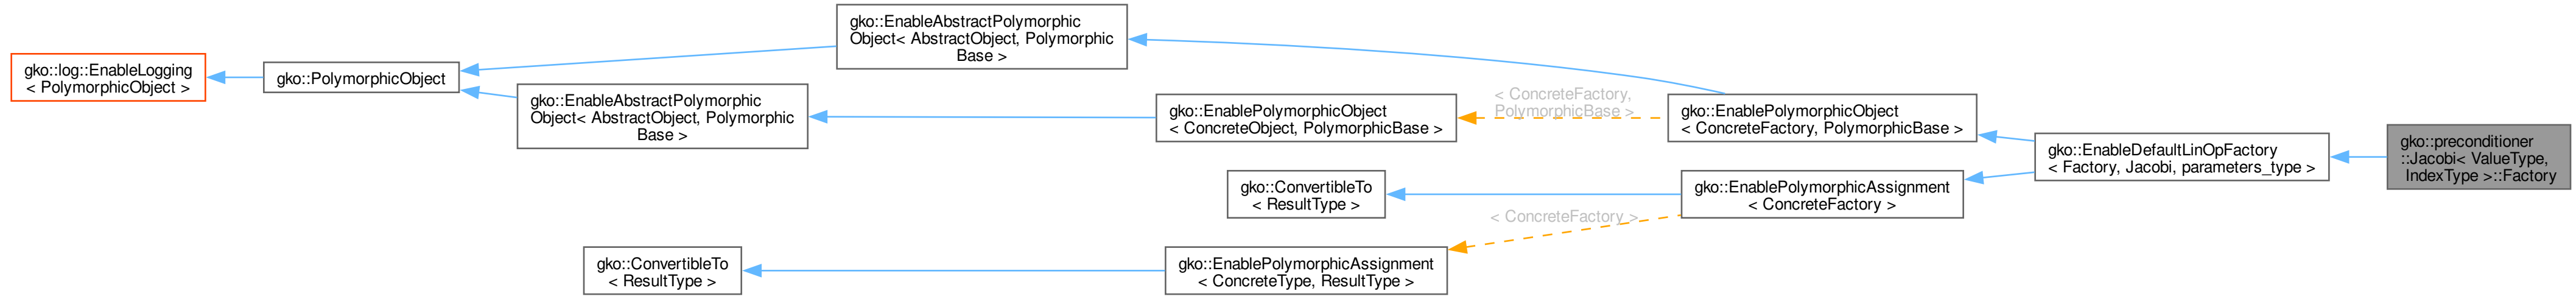 gko::EnableAbstractPolymorphic
Object< AbstractObject, Polymorphic
Base >
gko::log::EnableLogging
< PolymorphicObject >
gko::PolymorphicObject
gko::EnableAbstractPolymorphic
Object< AbstractObject, Polymorphic
Base >
gko::EnablePolymorphicObject
< ConcreteObject, PolymorphicBase >
< ConcreteFactory,
PolymorphicBase >
gko::EnablePolymorphicObject
< ConcreteFactory, PolymorphicBase >
gko::EnableDefaultLinOpFactory
< Factory, Jacobi, parameters_type >
gko::preconditioner
::Jacobi< ValueType,
IndexType >::Factory
gko::ConvertibleTo
< ResultType >
gko::EnablePolymorphicAssignment
< ConcreteFactory >
< ConcreteFactory >
gko::ConvertibleTo
< ResultType >
gko::EnablePolymorphicAssignment
< ConcreteType, ResultType >